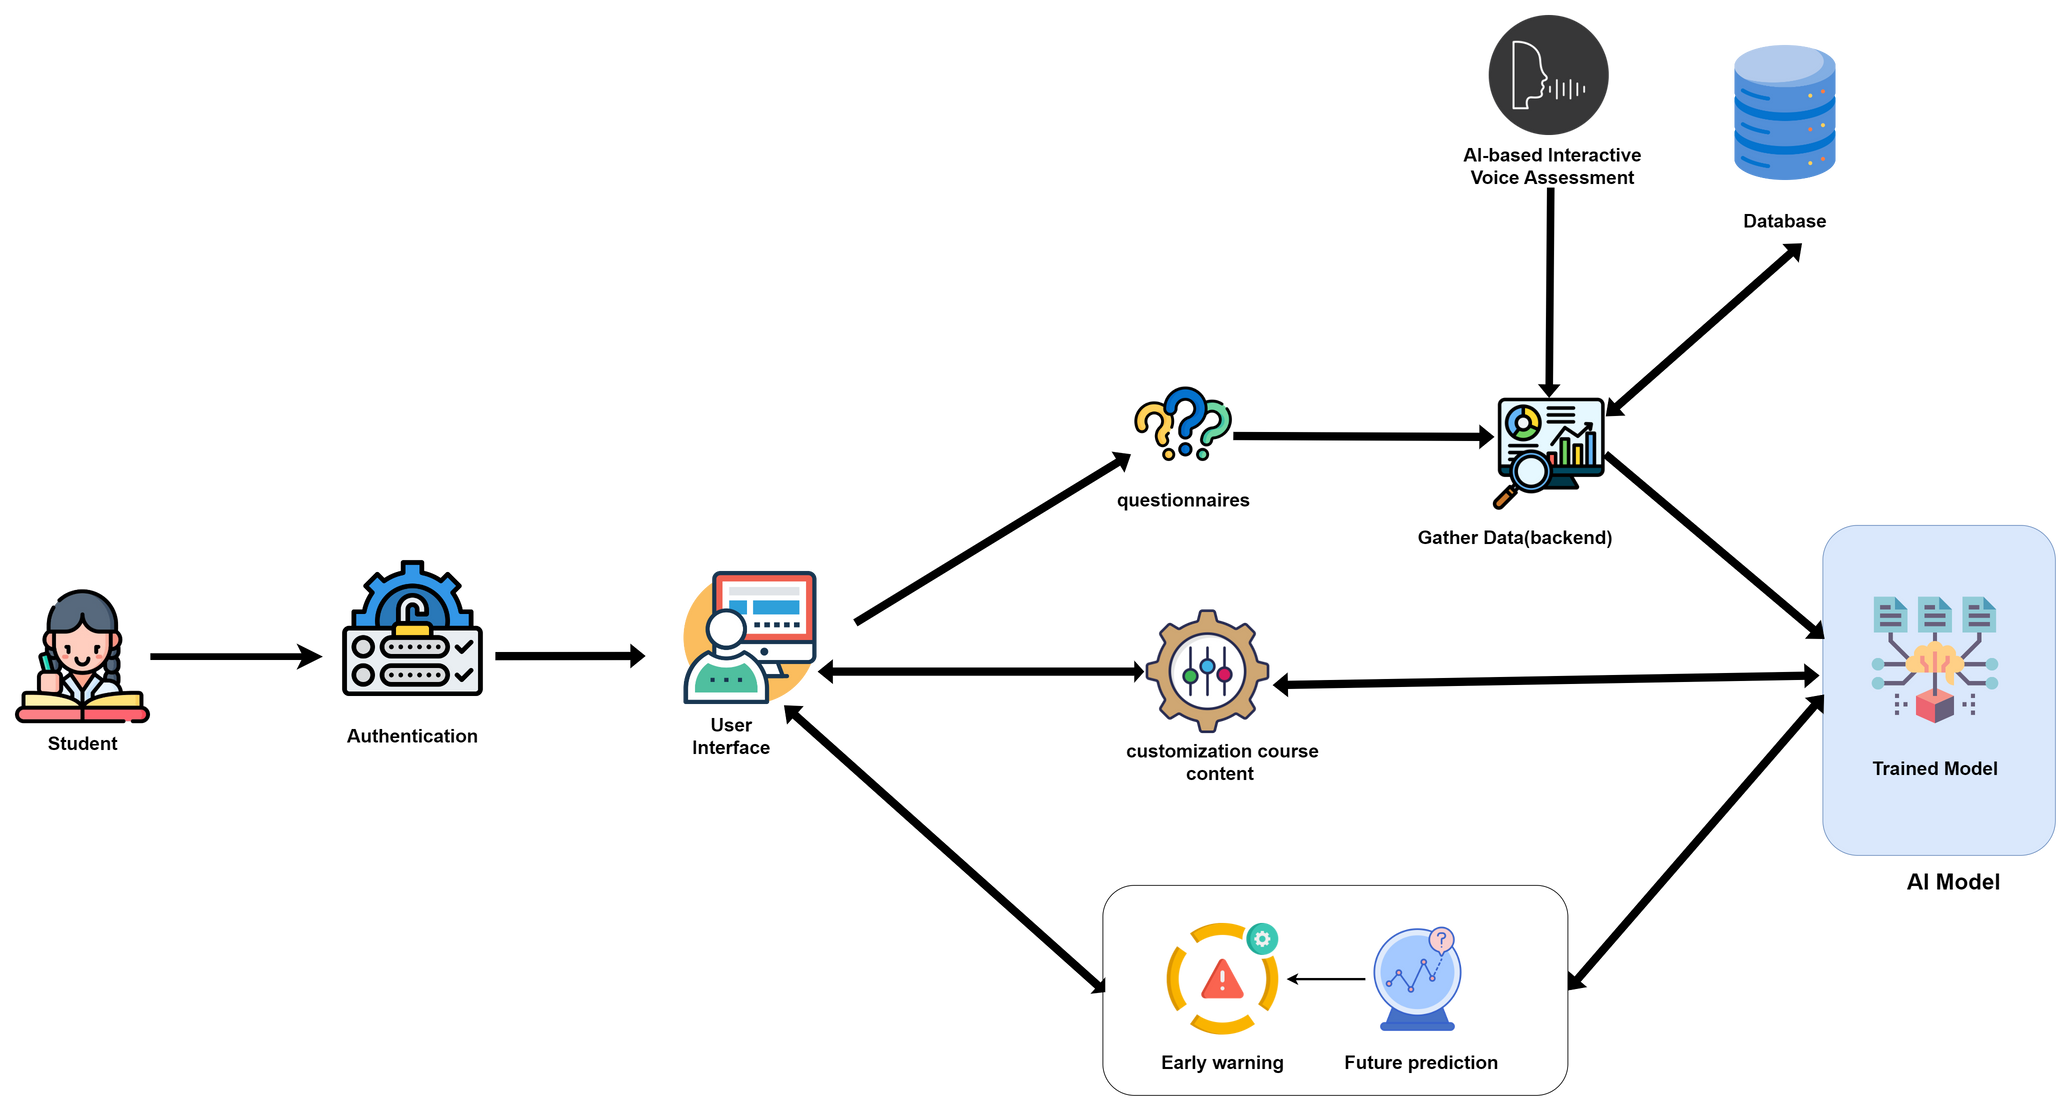 AI-based Interactive
Voice Assessment
Database
questionnaires
Gather Data(backend)
Student
Authentication
User
Interface
customization course
content
Trained Model
AI Model
Early warning
Future prediction